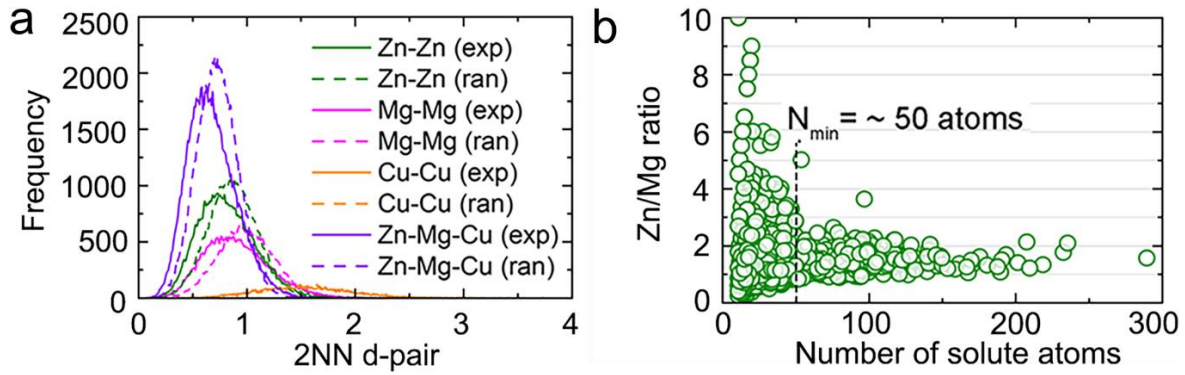 a
2500
2000
1500
1000
500
0
Frequency
Zn-Zn (exp)
Zn-Zn (ran)
Mg-Mg (exp)
Mg-Mg (ran)
Cu-Cu (exp)
Cu-Cu (ran)
Zn-Mg-Cu (exp)
Zn-Mg-Cu (ran)
0 1 2 3 4
2NN d-pair
b
10
8
6
4
2
0
Zn/Mg ratio
Nmin = ~ 50 atoms
0 100 200 300
Number of solute atoms